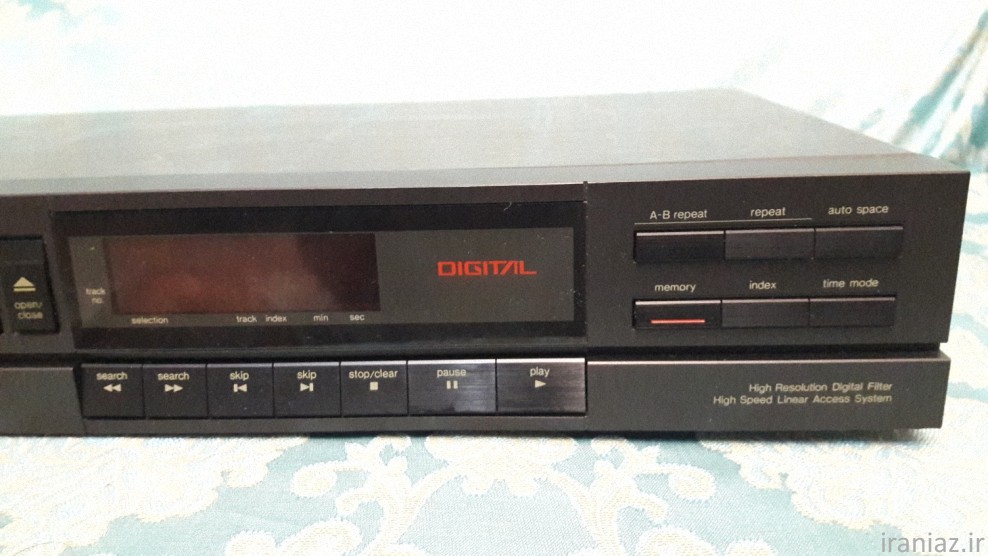 A-B repeat repeat auto space
DIGITAL
open/
close
track
no.
selection track index min sec
memory index time mode
search search skip skip stop/clear pause play
High Resolution Digital Filter
High Speed Linear Access System
iraniaz.ir